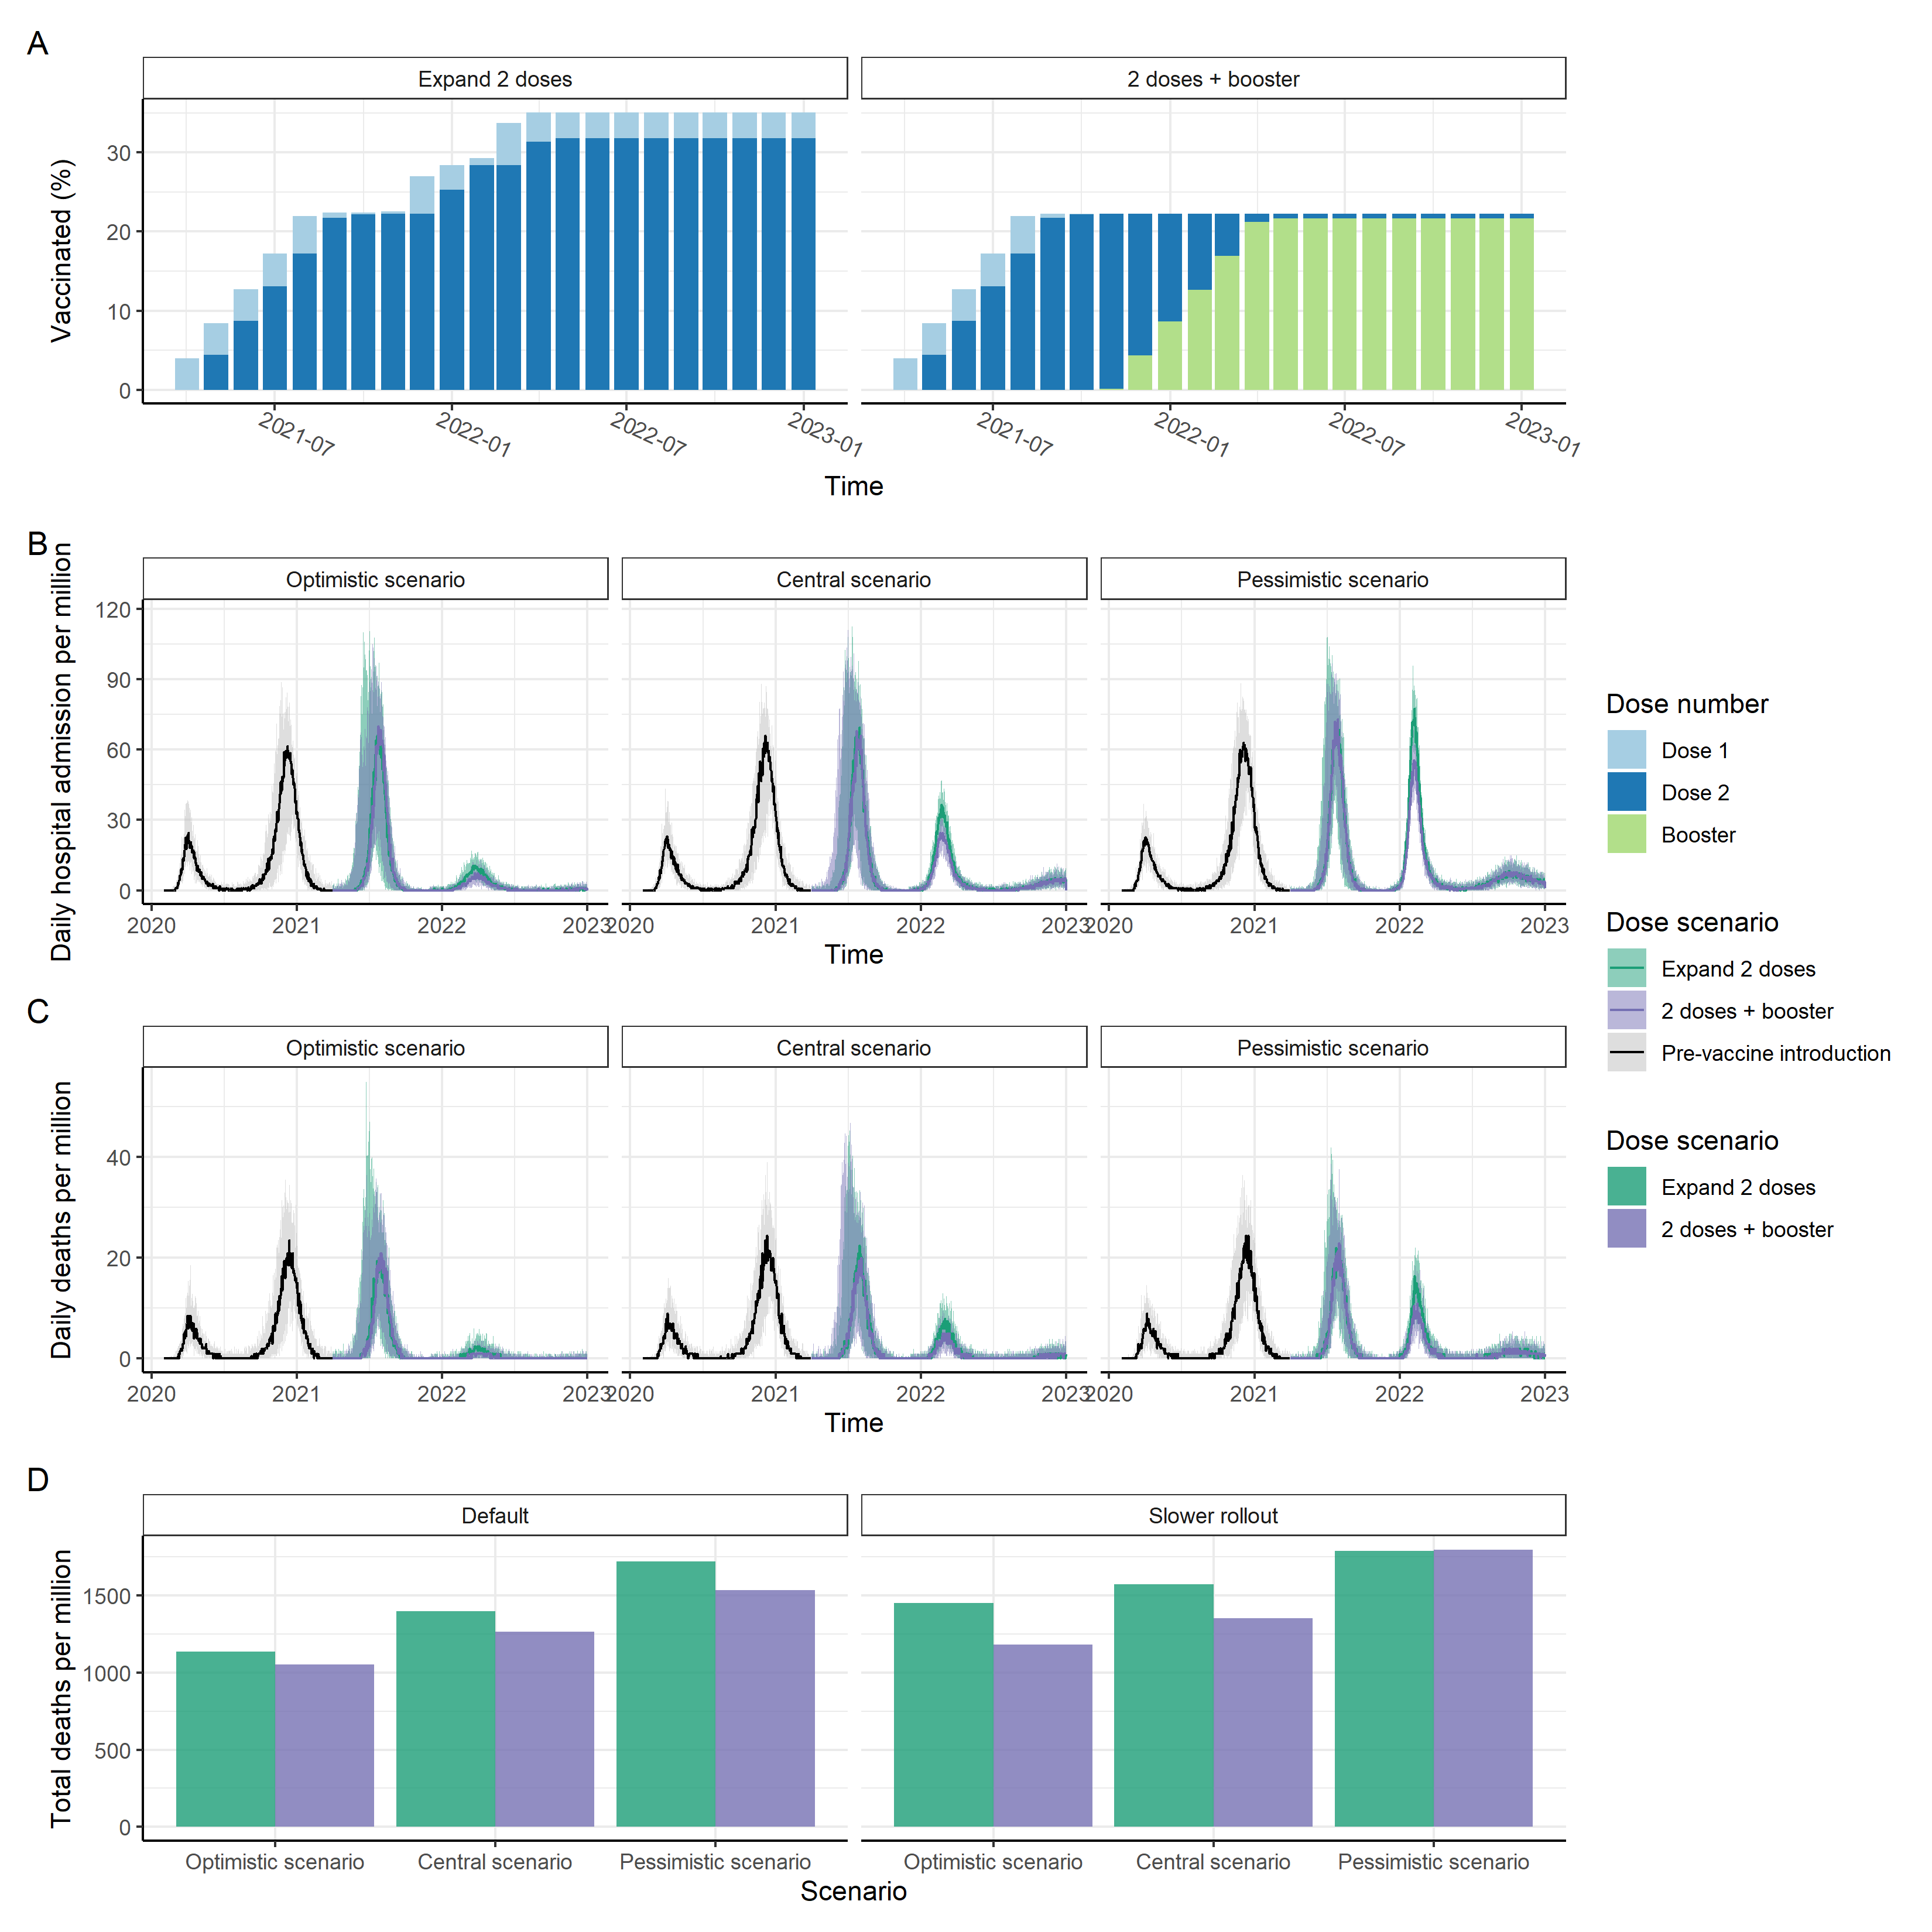 A
Expand 2 doses
2 doses + booster
Vaccinated (%)
30
20
10
0
2021-07
2022-01
2022-07
2023-01
2021-07
2022-01
2022-07
2023-01
Time
B
Optimistic scenario
Central scenario
Pessimistic scenario
Daily hospital admission per million
120
90
60
30
0
2020
2021
2022
2023
2020
2021
2022
2023
2020
2021
2022
2023
Time
C
Optimistic scenario
Central scenario
Pessimistic scenario
Daily deaths per million
40
20
0
2020
2021
2022
2023
2020
2021
2022
2023
2020
2021
2022
2023
Time
D
Default
Slower rollout
Total deaths per million
1500
1000
500
0
Optimistic scenario
Central scenario
Pessimistic scenario
Optimistic scenario
Central scenario
Pessimistic scenario
Scenario
Dose number
Dose 1
Dose 2
Booster
Dose scenario
Expand 2 doses
2 doses + booster
Pre-vaccine introduction
Dose scenario
Expand 2 doses
2 doses + booster